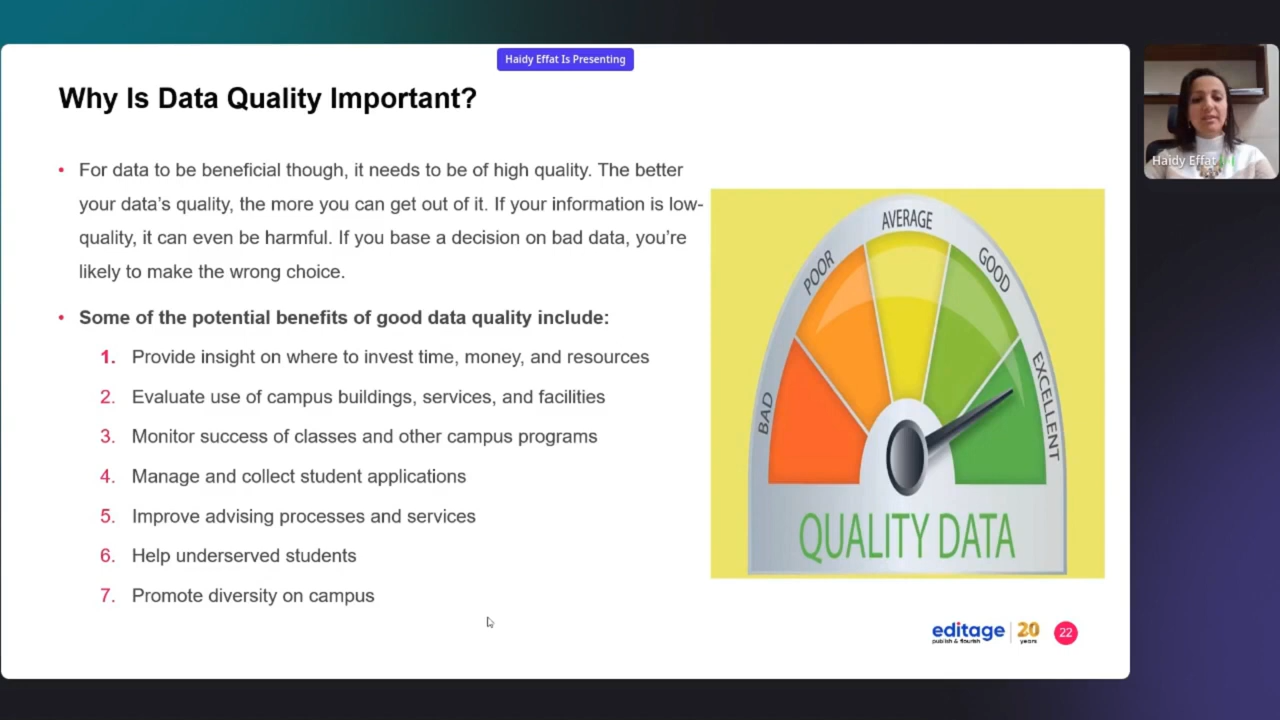 Haidy Effat Is Presenting
Why Is Data Quality Important?
• For data to be beneficial though, it needs to be of high quality. The better
your data’s quality, the more you can get out of it. If your information is low-
quality, it can even be harmful. If you base a decision on bad data, you’re
likely to make the wrong choice.
• Some of the potential benefits of good data quality include:
1. Provide insight on where to invest time, money, and resources
2. Evaluate use of campus buildings, services, and facilities
3. Monitor success of classes and other campus programs
4. Manage and collect student applications
5. Improve advising processes and services
6. Help underserved students
7. Promote diversity on campus
BAD
POOR
AVERAGE
GOOD
EXCELLENT
QUALITY DATA
editage
publish & flourish
20
years
22
Haidy Effat